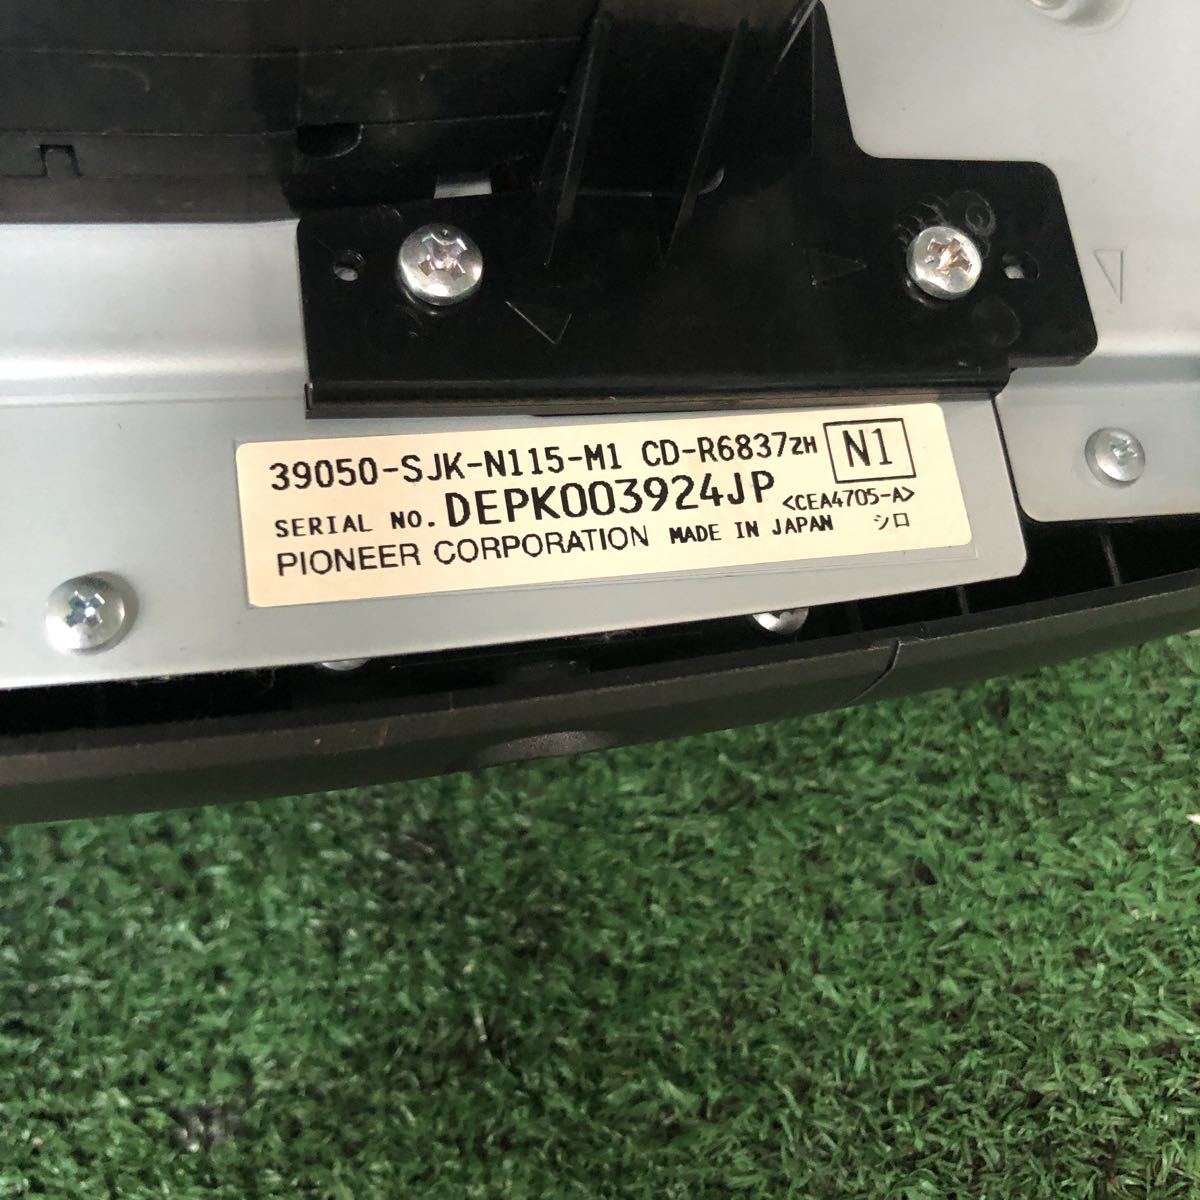 39050-SJK-N115-M1 CD-R6837ZH N1
SERIAL NO. DEPK003924JP <CEA4705-A>
PIONEER CORPORATION MADE IN JAPAN シロ